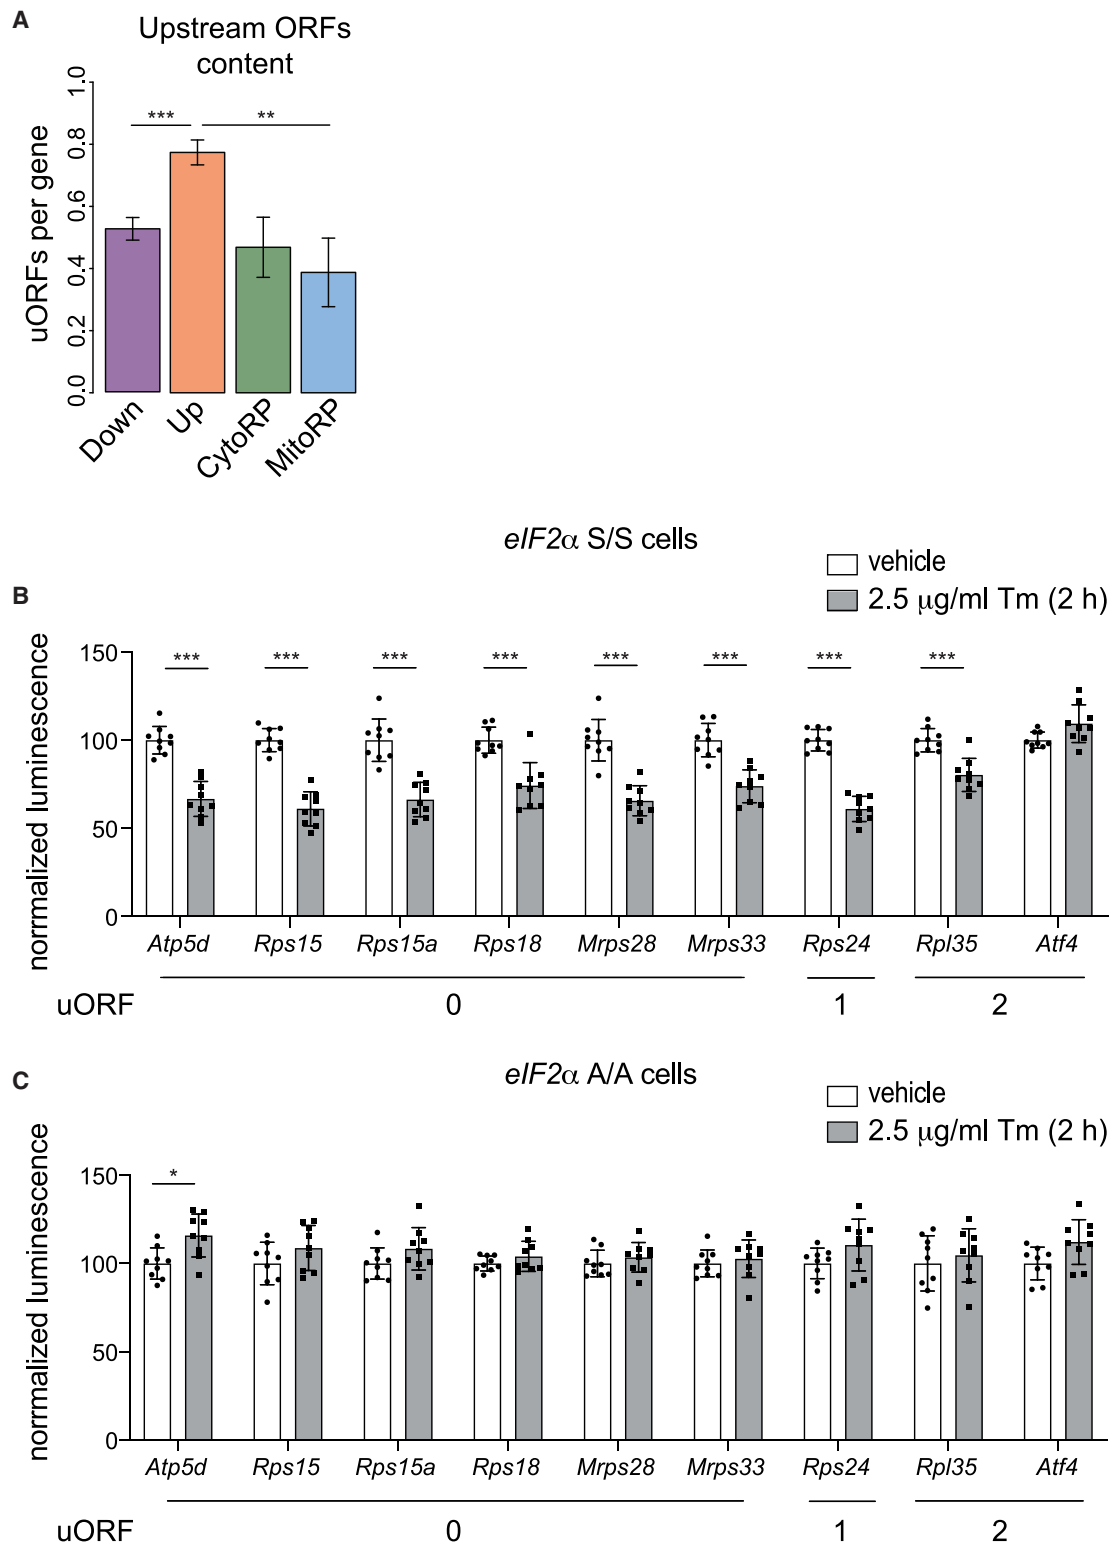 A
Upstream ORFs
content
uORFs per gene
0.0 0.2 0.4 0.6 0.8 1.0
*** **
Down Up CytoRP MitoRP
eIF2α S/S cells
vehicle
2.5 μg/ml Tm (2 h)
B
normalized luminescence
150
100
50
0
*** *** *** *** *** *** *** ***
Atp5d Rps15 Rps15a Rps18 Mrps28 Mrps33 Rps24 Rpl35 Atf4
uORF 0 1 2
C
eIF2α A/A cells
vehicle
2.5 μg/ml Tm (2 h)
norrmalized luminescence
150
100
50
0
*
Atp5d Rps15 Rps15a Rps18 Mrps28 Mrps33 Rps24 Rpl35 Atf4
uORF 0 1 2